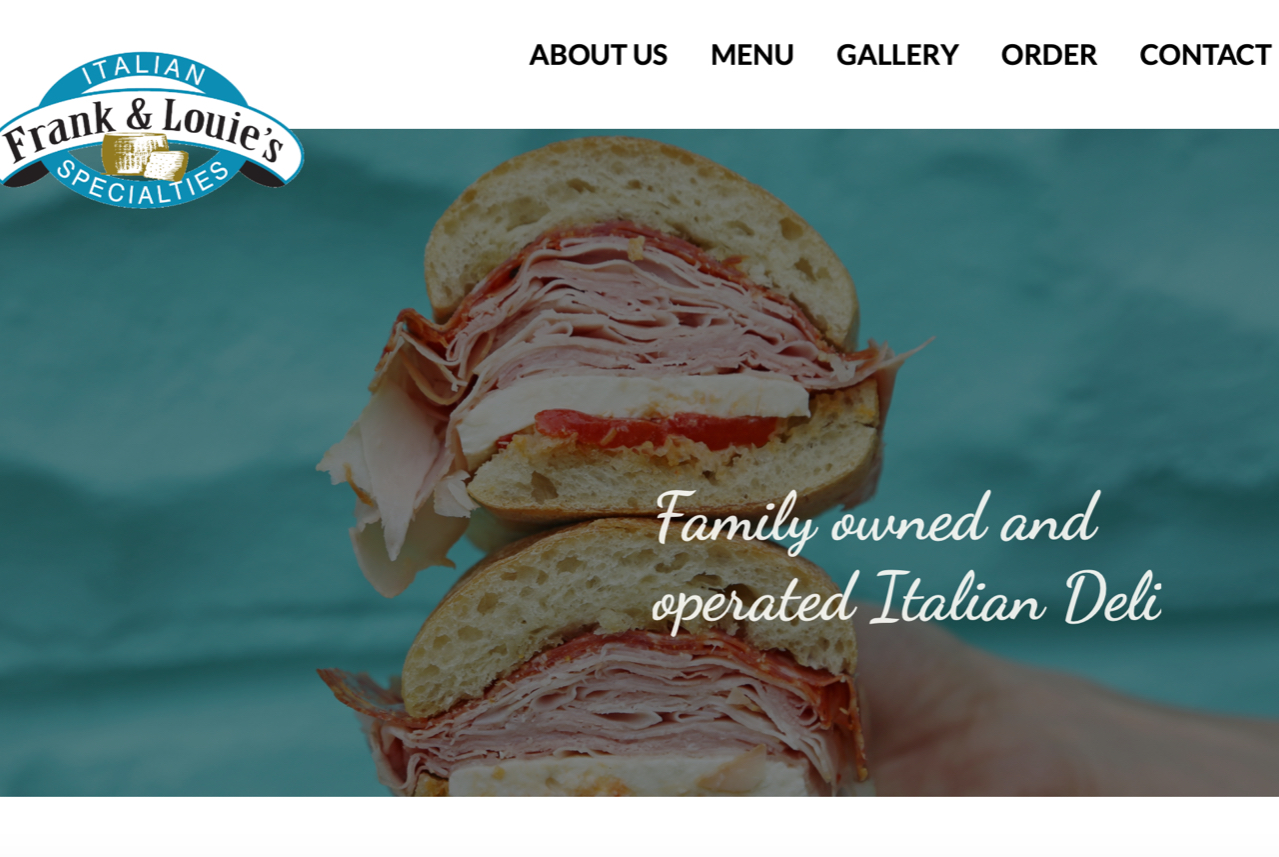 ABOUT US MENU GALLERY ORDER CONTACT
ITALIAN
Frank & Louie's
SPECIALTIES
Family owned and
operated Italian Deli